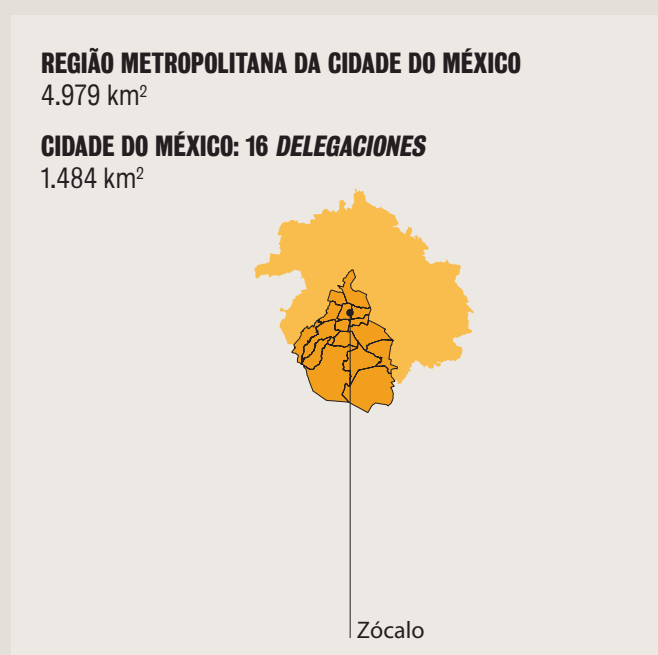 REGIÃO METROPOLITANA DA CIDADE DO MÉXICO
4.979 km²
CIDADE DO MÉXICO: 16 DELEGACIONES
1.484 km²
Zócalo